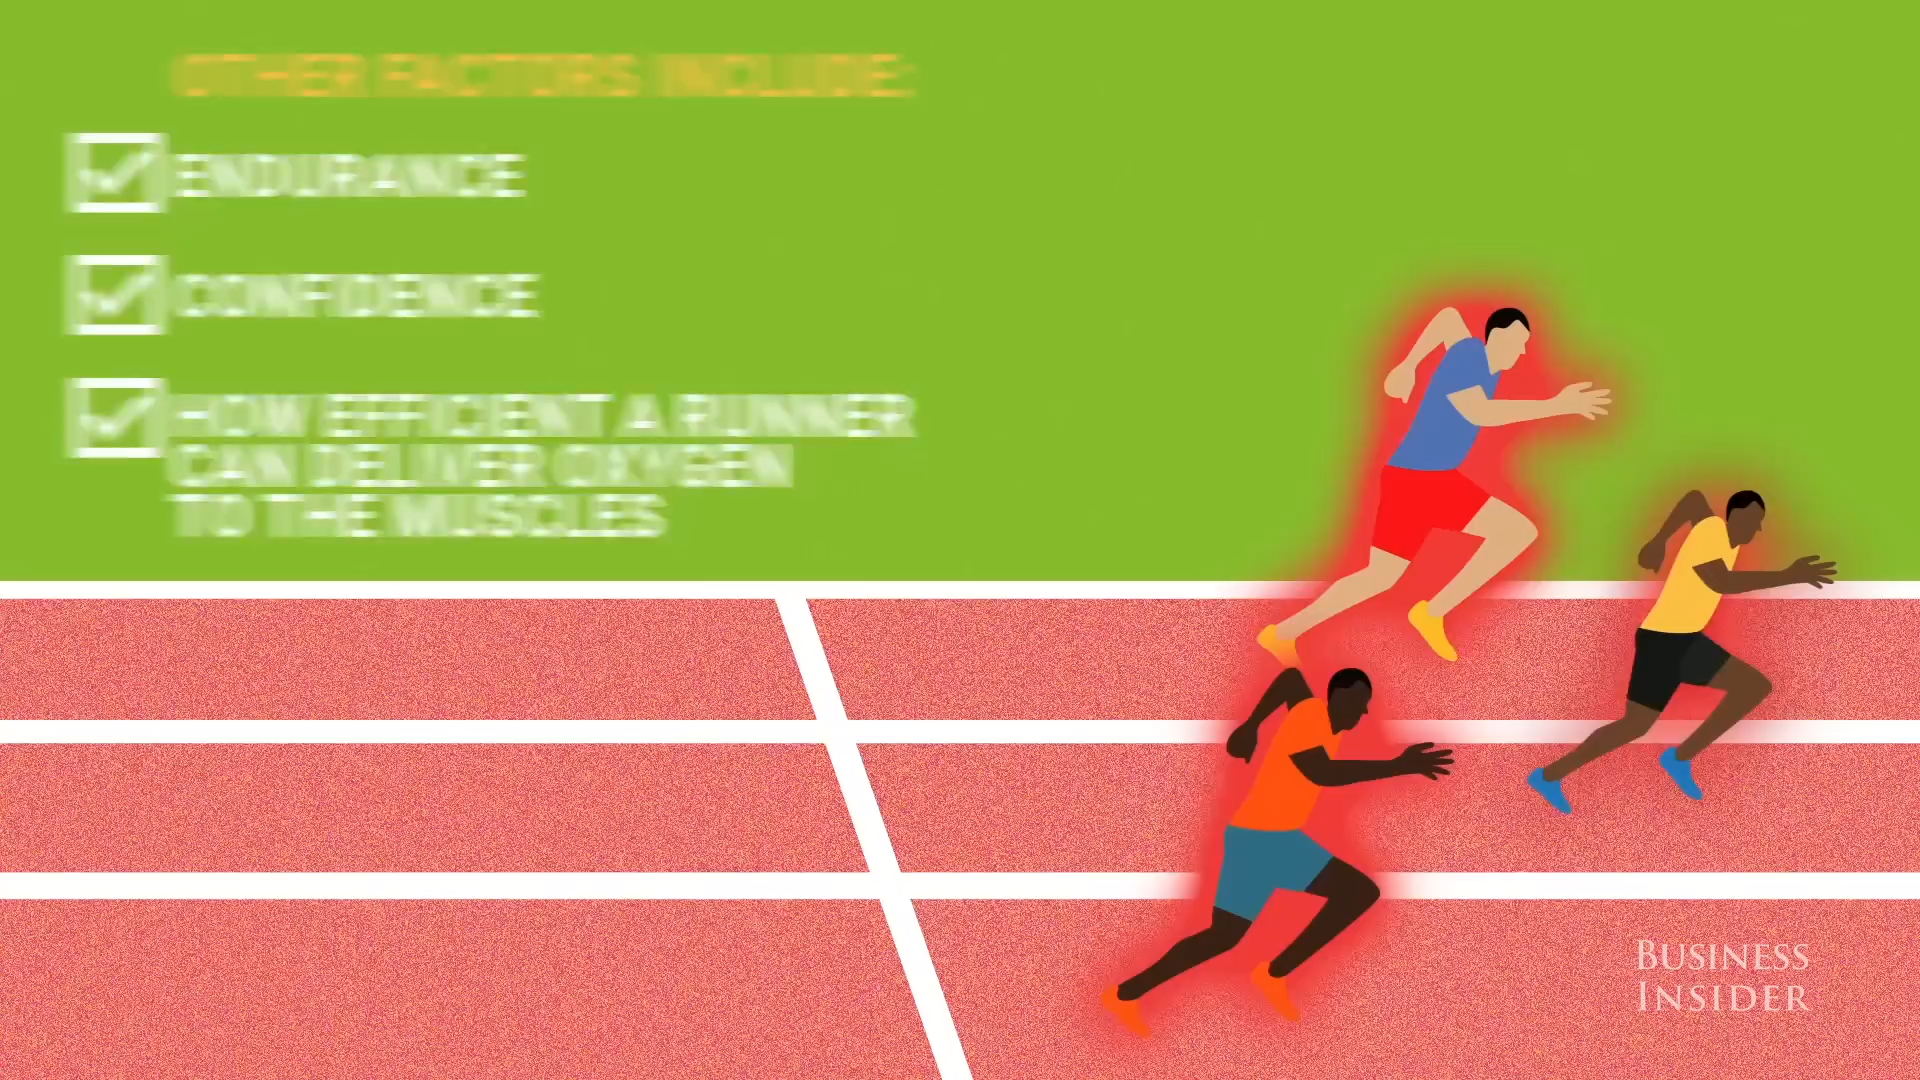 OTHER FACTORS INCLUDE:
ENDURANCE
CONFIDENCE
HOW EFFICIENT A RUNNER
CAN DELIVER OXYGEN
TO THE MUSCLES
BUSINESS
INSIDER